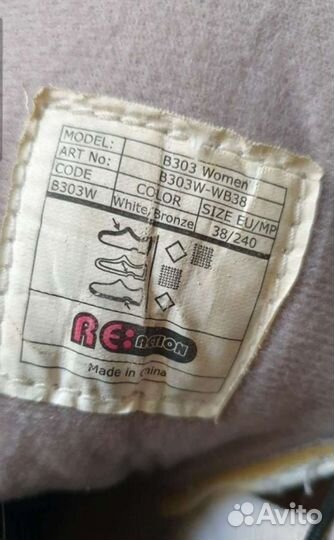 MODEL: B303 Women
ART No: B303W-WB38
CODE COLOR SIZE EU/MP
B303W White/Bronze 38/240
RE:ACTION
Made in China
Avito